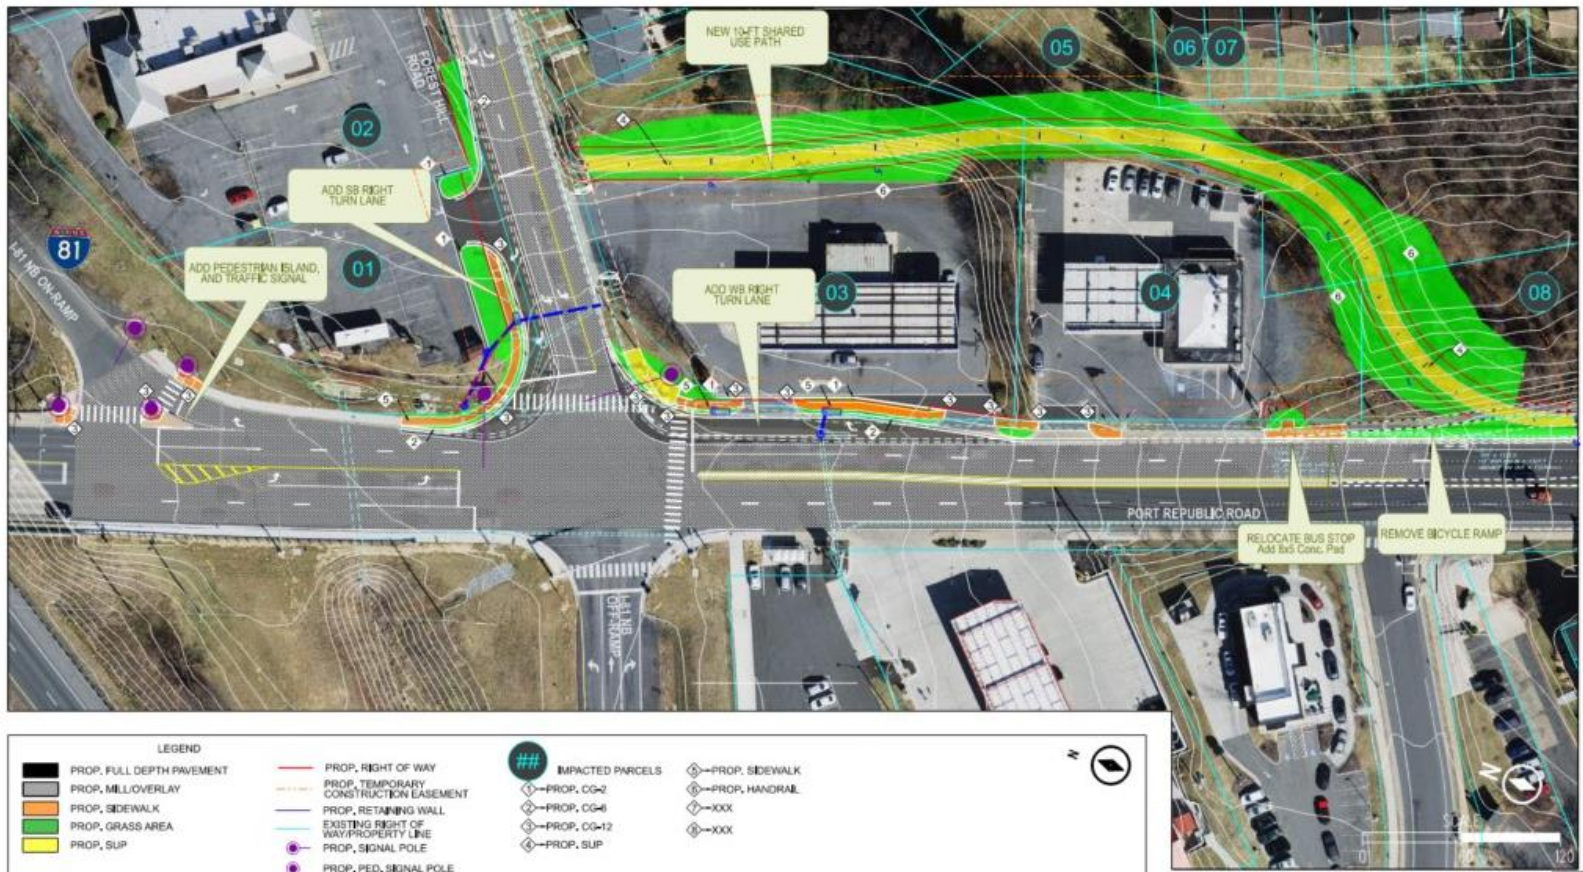 NEW 10-FT SHARED
USE PATH
05
06
07
FOREST HILL
ROAD
02
ADD SB RIGHT
TURN LANE
81
I-81 NB ON-RAMP
ADD PEDESTRIAN ISLAND,
AND TRAFFIC SIGNAL
01
ADD WB RIGHT
TURN LANE
03
04
08
PORT REPUBLIC ROAD
RELOCATE BUS STOP
Add 8x5 Conc. Pad
REMOVE BICYCLE RAMP
I-81 NB
OFF-RAMP
LEGEND
PROP. FULL DEPTH PAVEMENT
PROP. MILL/OVERLAY
PROP. SIDEWALK
PROP. GRASS AREA
PROP. SUP
PROP. RIGHT OF WAY
PROP. TEMPORARY
CONSTRUCTION EASEMENT
PROP. RETAINING WALL
EXISTING RIGHT OF
WAY/PROPERTY LINE
PROP. SIGNAL POLE
PROP. PED. SIGNAL POLE
## IMPACTED PARCELS
1 PROP. CG-2
2 PROP. CG-6
3 PROP. CG-12
4 PROP. SUP
5 PROP. SIDEWALK
6 PROP. HANDRAIL
7 XXX
8 XXX
N
N
0
120